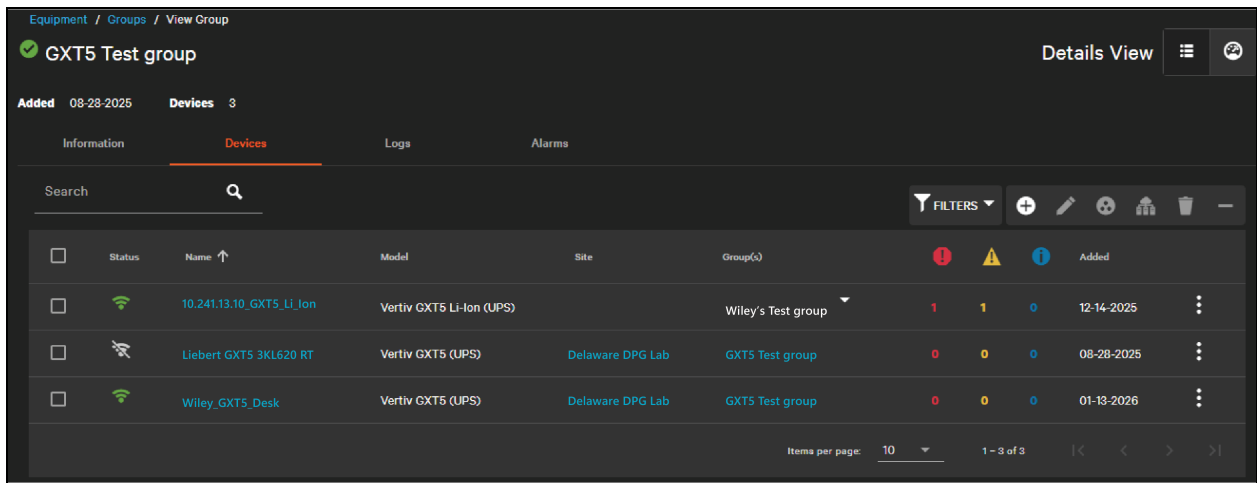 Equipment / Groups / View Group
GXT5 Test group
Details View
Added 08-28-2025 Devices 3
Information Devices Logs Alarms
Search
FILTERS
Status Name Model Site Group(s) Added
10.241.13.10_GXT5_Li_Ion Vertiv GXT5 Li-Ion (UPS) Wiley's Test group 1 1 0 12-14-2025
Liebert GXT5 3KL620 RT Vertiv GXT5 (UPS) Delaware DPG Lab GXT5 Test group 0 0 0 08-28-2025
Wiley_GXT5_Desk Vertiv GXT5 (UPS) Delaware DPG Lab GXT5 Test group 0 0 0 01-13-2026
Items per page: 10 1 – 3 of 3